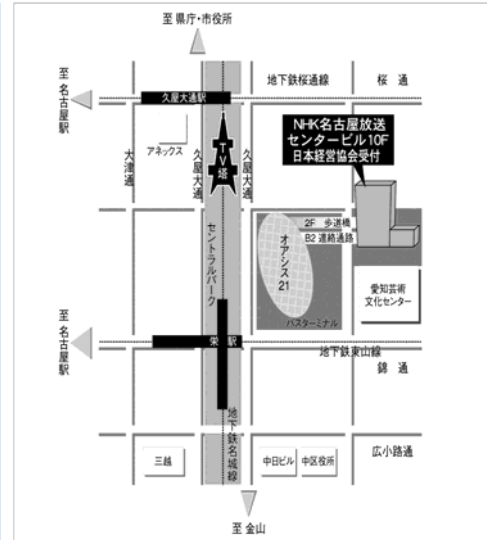 至 県庁・市役所
至 名古屋駅
久屋大通駅
地下鉄桜通線
桜 通
アネックス
大津通
久屋大通
TV塔
久屋大通
NHK名古屋放送
センタービル10F
日本経営協会受付
セントラルパーク
オアシス21
2F 歩道橋
B2 連絡通路
愛知芸術
文化センター
バスターミナル
至 名古屋駅
栄駅
地下鉄東山線
錦 通
地下鉄名城線
三越
中日ビル
中区役所
広小路通
至 金山